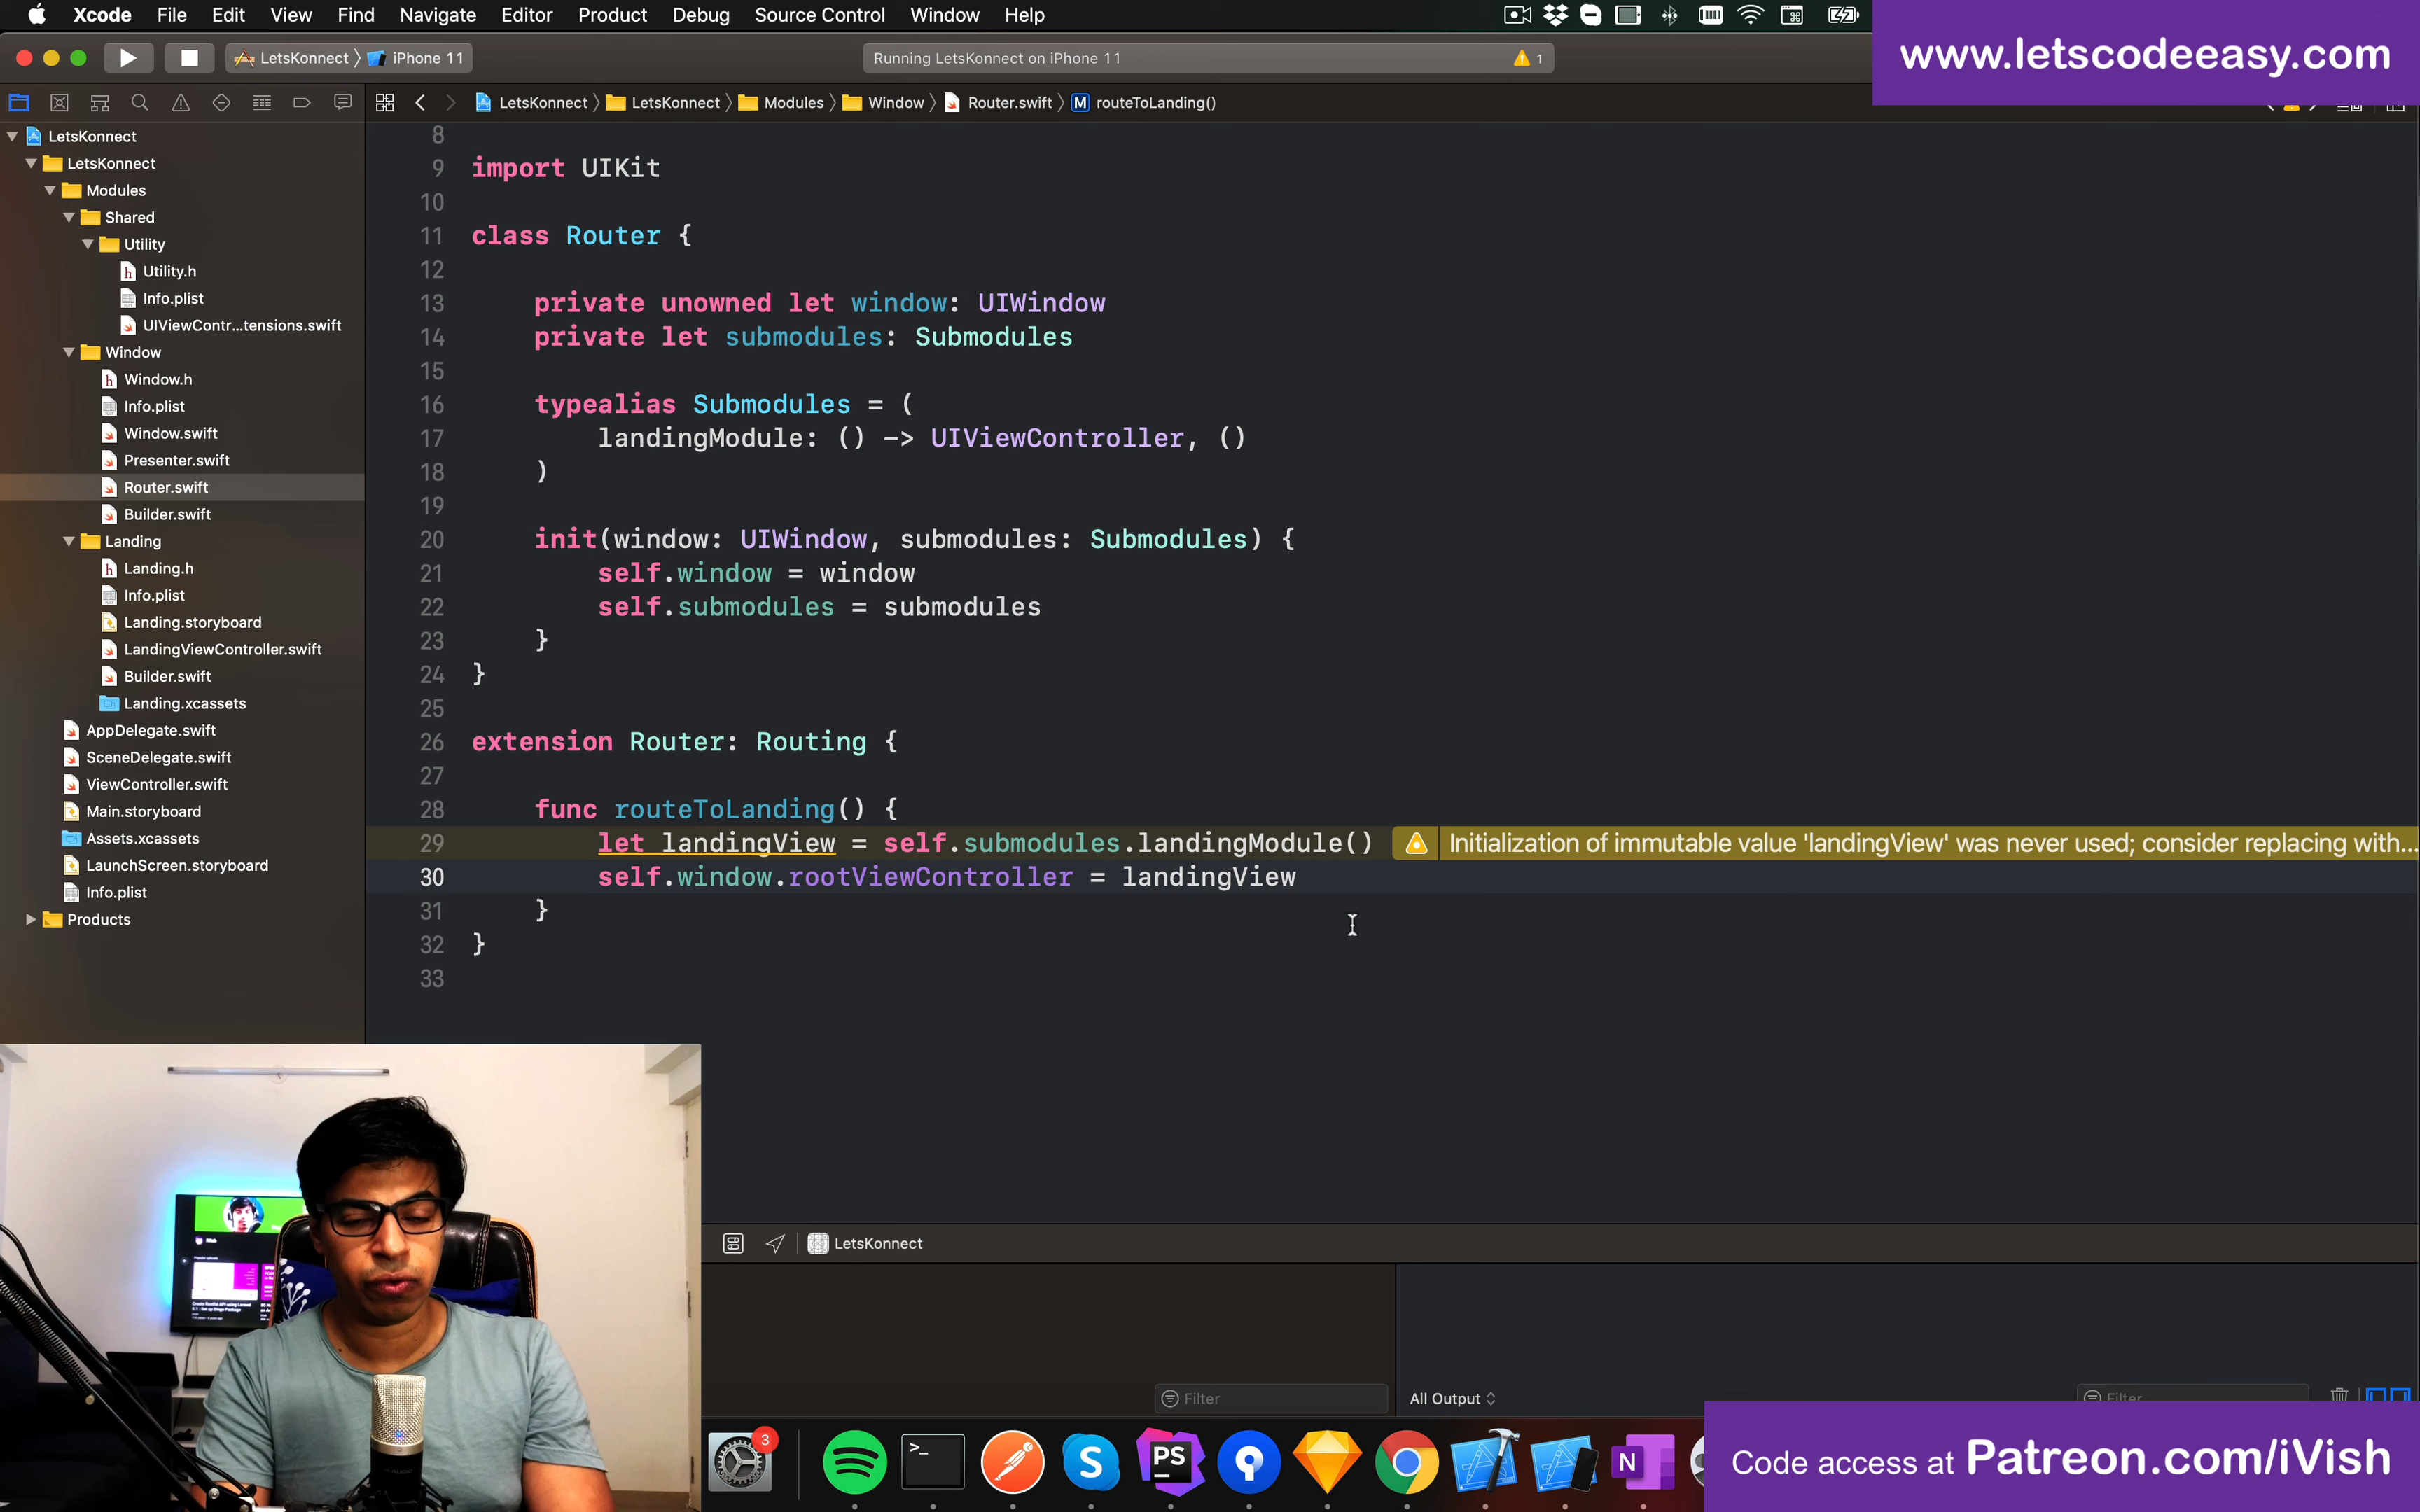 Xcode File Edit View Find Navigate Editor Product Debug Source Control Window Help
www.letscodeeasy.com
LetsKonnect iPhone 11
Running LetsKonnect on iPhone 11
1
LetsKonnect LetsKonnect Modules Window Router.swift M routeToLanding()
LetsKonnect
LetsKonnect
Modules
Shared
Utility
h Utility.h
Info.plist
UIViewContr...tensions.swift
Window
h Window.h
Info.plist
Window.swift
Presenter.swift
Router.swift
Builder.swift
Landing
h Landing.h
Info.plist
Landing.storyboard
LandingViewController.swift
Builder.swift
Landing.xcassets
AppDelegate.swift
SceneDelegate.swift
ViewController.swift
Main.storyboard
Assets.xcassets
LaunchScreen.storyboard
Info.plist
Products
8
9 import UIKit
10
11 class Router {
12
13 private unowned let window: UIWindow
14 private let submodules: Submodules
15
16 typealias Submodules = (
17 landingModule: () -> UIViewController, ()
18 )
19
20 init(window: UIWindow, submodules: Submodules) {
21 self.window = window
22 self.submodules = submodules
23 }
24 }
25
26 extension Router: Routing {
27
28 func routeToLanding() {
29 let landingView = self.submodules.landingModule() Initialization of immutable value 'landingView' was never used; consider replacing with...
30 self.window.rootViewController = landingView
31 }
32 }
33
LetsKonnect
Filter
All Output
Filter
3
>_
S
PS
N
Code access at Patreon.com/iVish